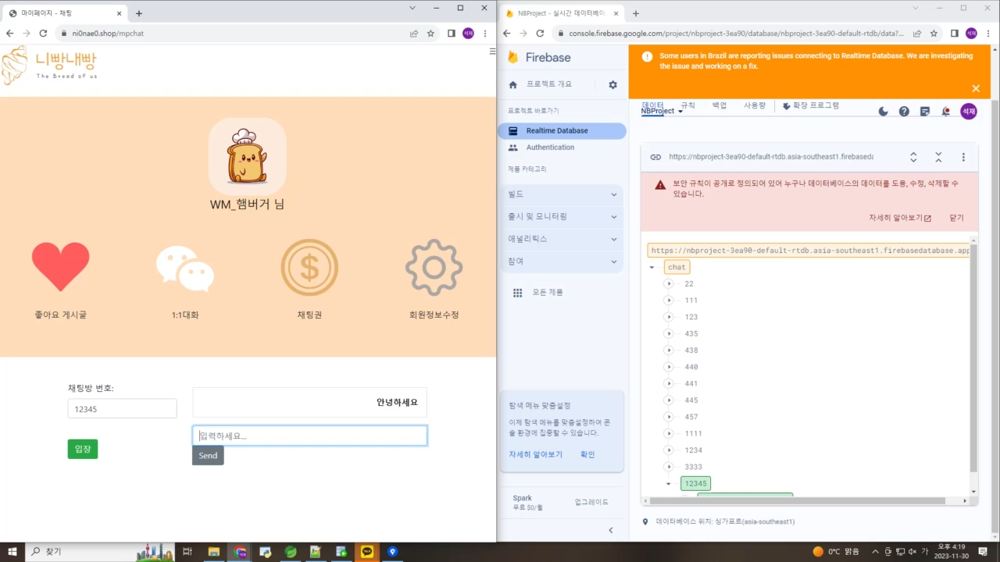 마이페이지 - 채팅
ni0nae0.shop/mpchat
석재
니빵내빵
The Bread of us
WM_햄버거 님
좋아요 게시글
1:1대화
채팅권
회원정보수정
채팅방 번호:
12345
입장
안녕하세요
입력하세요...
Send
NBProject - 실시간 데이터베이
console.firebase.google.com/project/nbproject-3ea90/database/nbproject-3ea90-default-rtdb/data?...
석재
Firebase
프로젝트 개요
프로젝트 바로가기
Realtime Database
Authentication
제품 카테고리
빌드
출시 및 모니터링
애널리틱스
참여
모든 제품
탐색 메뉴 맞춤설정
이제 탐색 메뉴를 맞춤설정하여 콘
솔 환경에 집중할 수 있습니다.
자세히 알아보기 확인
Spark
무료 $0/월
업그레이드
Some users in Brazil are reporting issues connecting to Realtime Database. We are investigating
the issue and working on a fix.
데이터 규칙 백업 사용량 확장 프로그램
NBProject
석재
https://nbproject-3ea90-default-rtdb.asia-southeast1.firebaseda
보안 규칙이 공개로 정의되어 있어 누구나 데이터베이스의 데이터를 도용, 수정, 삭제할 수
있습니다.
자세히 알아보기 닫기
https://nbproject-3ea90-default-rtdb.asia-southeast1.firebasedatabase.app
chat
22
111
123
435
438
440
441
445
457
1111
1234
3333
12345
데이터베이스 위치: 싱가포르(asia-southeast1)
찾기
TALK
0°C 맑음
가
오후 4:19
2023-11-30